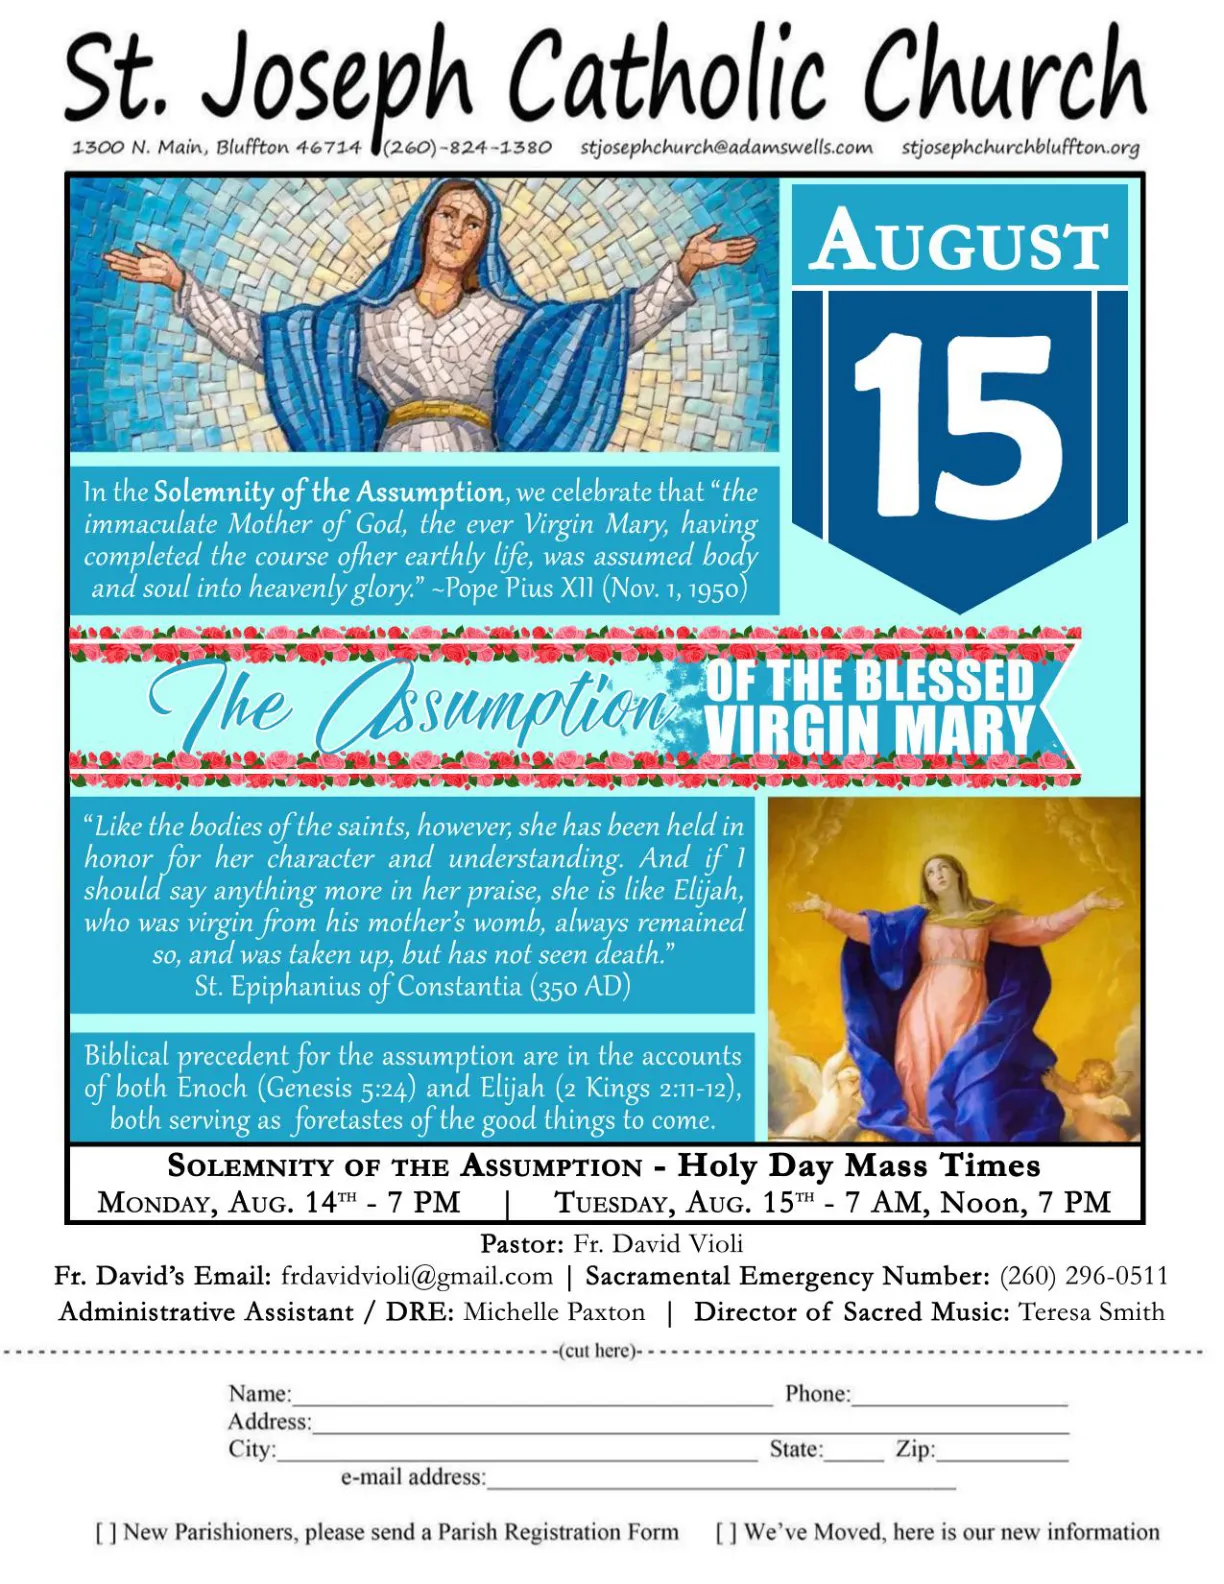 St. Joseph Catholic Church
1300 N. Main, Bluffton 46714 (260)-824-1380 stjosephchurch@adamswells.com stjosephchurchbluffton.org
AUGUST
15
In the Solemnity of the Assumption, we celebrate that “the
immaculate Mother of God, the ever Virgin Mary, having
completed the course ofher earthly life, was assumed body
and soul into heavenly glory.” ~Pope Pius XII (Nov. 1, 1950)
The Assumption OF THE BLESSED
VIRGIN MARY
“Like the bodies of the saints, however, she has been held in
honor for her character and understanding. And if I
should say anything more in her praise, she is like Elijah,
who was virgin from his mother’s womb, always remained
so, and was taken up, but has not seen death.”
St. Epiphanius of Constantia (350 AD)
Biblical precedent for the assumption are in the accounts
of both Enoch (Genesis 5:24) and Elijah (2 Kings 2:11-12),
both serving as foretastes of the good things to come.
SOLEMNITY OF THE ASSUMPTION - Holy Day Mass Times
MONDAY, AUG. 14TH - 7 PM | TUESDAY, AUG. 15TH - 7 AM, Noon, 7 PM
Pastor: Fr. David Violi
Fr. David’s Email: frdavidvioli@gmail.com | Sacramental Emergency Number: (260) 296-0511
Administrative Assistant / DRE: Michelle Paxton | Director of Sacred Music: Teresa Smith
(cut here)
Name: Phone:
Address:
City: State: Zip:
e-mail address:
[ ] New Parishioners, please send a Parish Registration Form [ ] We’ve Moved, here is our new information